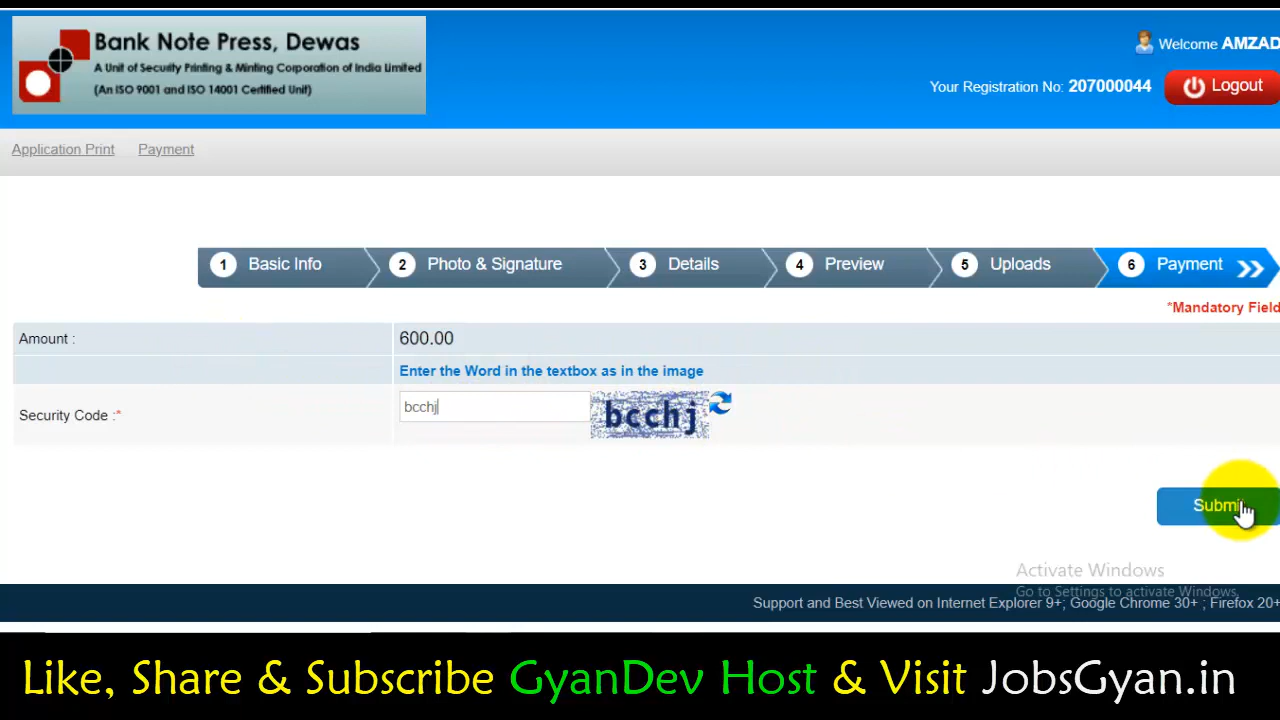 Bank Note Press, Dewas
A Unit of Security Printing & Minting Corporation of India Limited
(An ISO 9001 and ISO 14001 Certified Unit)
Welcome AMZAD
Your Registration No: 207000044
Logout
Application Print Payment
1 Basic Info 2 Photo & Signature 3 Details 4 Preview 5 Uploads 6 Payment
*Mandatory Field
Amount : 600.00
Enter the Word in the textbox as in the image
Security Code :* bcchj bcchj
Submit
Activate Windows
Go to Settings to activate Windows.
Support and Best Viewed on Internet Explorer 9+; Google Chrome 30+ ; Firefox 20+
Like, Share & Subscribe GyanDev Host & Visit JobsGyan.in